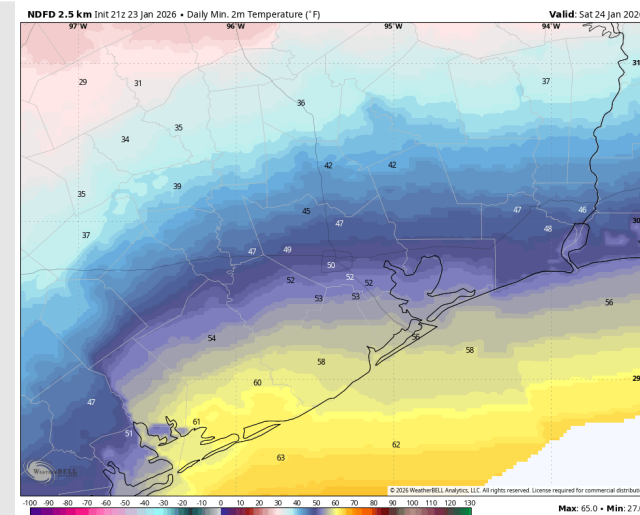 NDFD 2.5 km Init 21z 23 Jan 2026 • Daily Min. 2m Temperature (°F)
Valid: Sat 24 Jan 202
97°W 96°W 95°W 94°W
31
29 31 37
36
34 35
42 42
35 39
45 47 46
47 48 30
37
47 49
50
52 52 52
53 53
56
54 56
58 58
29
60
47
61
51
62
63
WeatherBELL
© 2026 WeatherBELL Analytics, LLC. All rights reserved. License required for commercial distributi
-100 -90 -80 -70 -60 -50 -40 -30 -20 -10 0 10 20 30 40 50 60 70 80 90 100 110 120 130
Max: 65.0 • Min: 27.